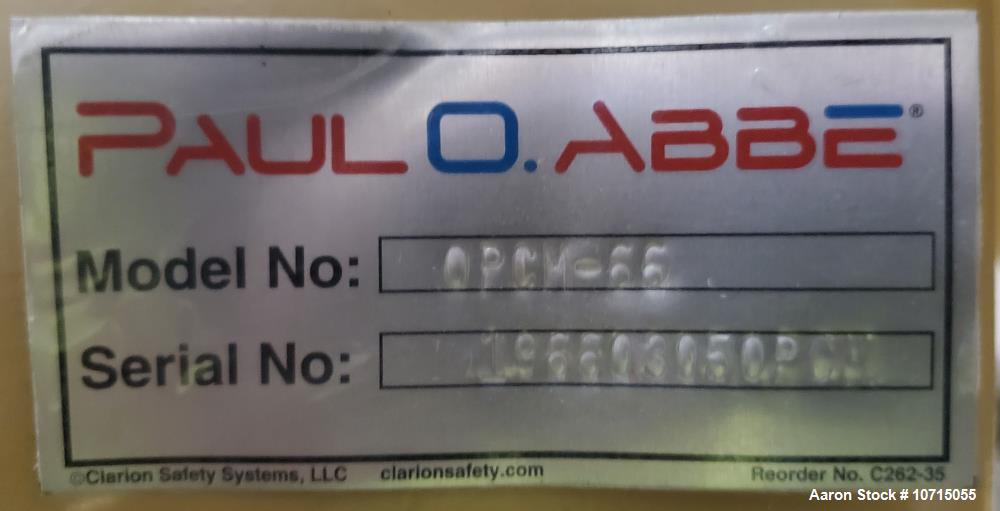 PAUL O. ABBE®
Model No: OPCM-66
Serial No:
©Clarion Safety Systems, LLC clarionsafety.com Reorder No. C262-35
Aaron Stock # 10715055